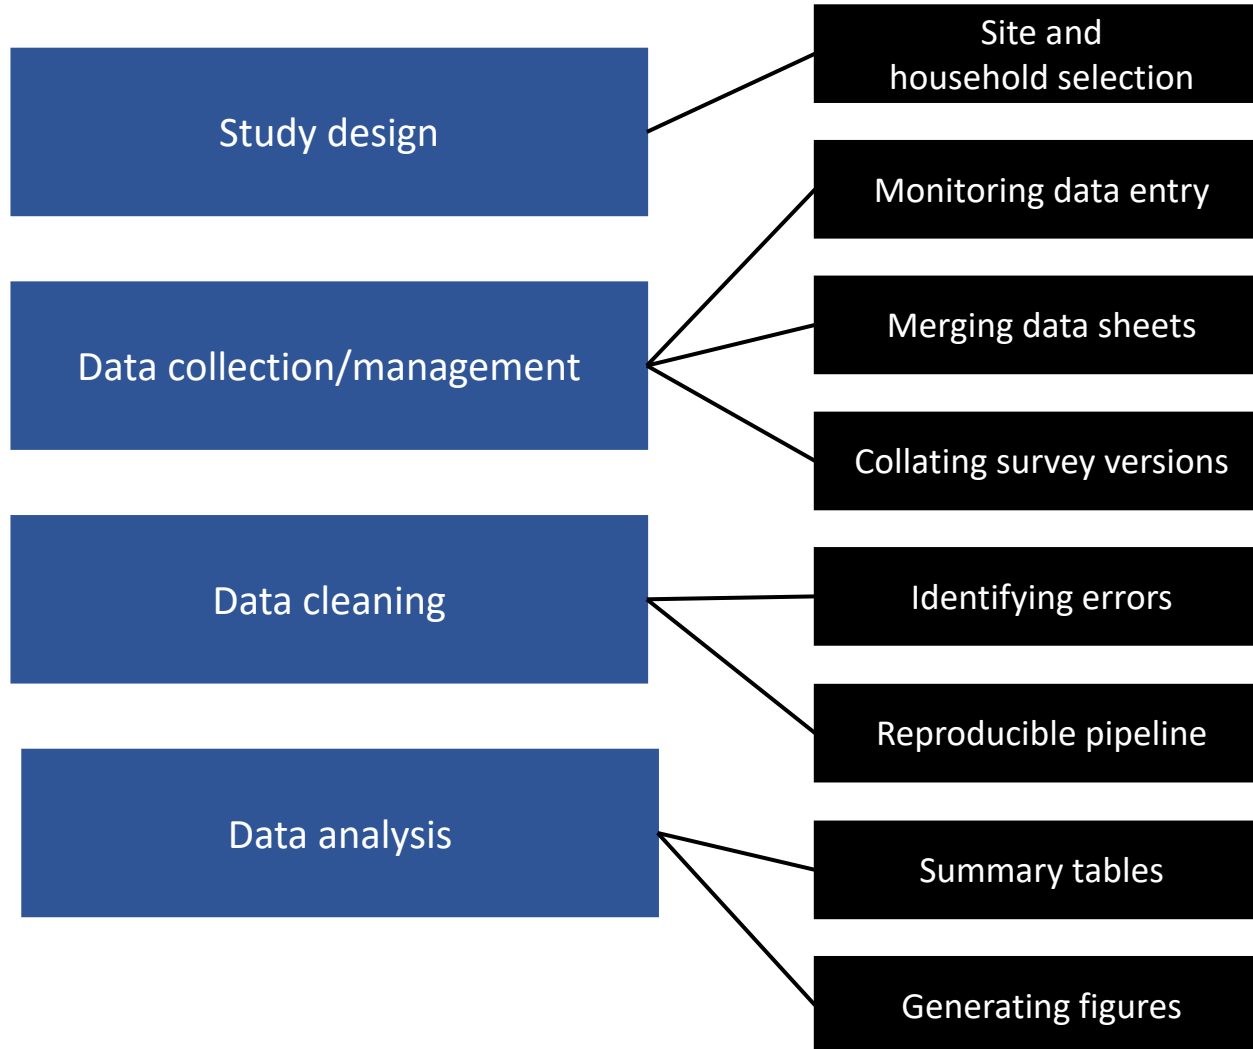 Study design
Site and
household selection
Data collection/management
Monitoring data entry
Merging data sheets
Collating survey versions
Data cleaning
Identifying errors
Reproducible pipeline
Data analysis
Summary tables
Generating figures